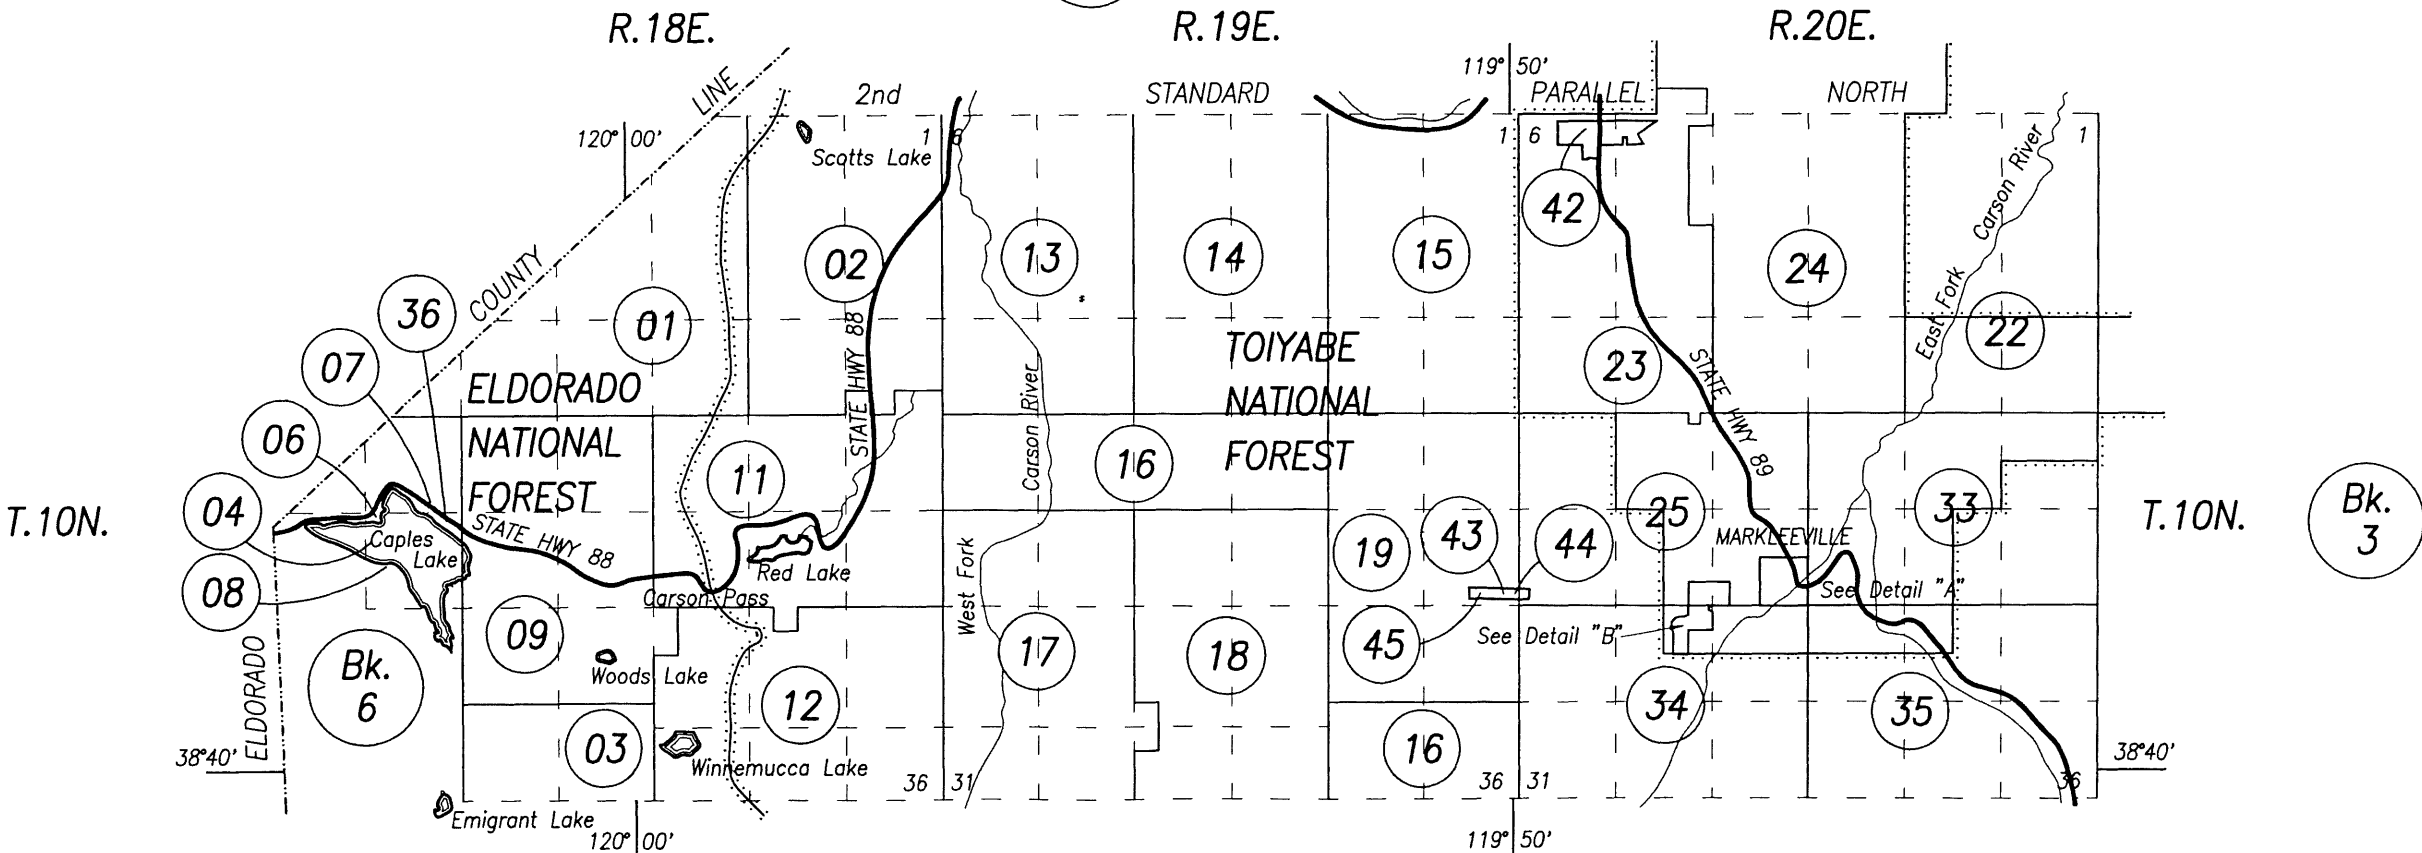 R.18E.
R.19E.
R.20E.
119° 50'
LINE
2nd
STANDARD
PARALLEL
NORTH
120° 00'
1
6
1
6
1
Scotts Lake
42
Carson River
COUNTY
02
13
14
15
24
36
01
STATE HWY 88
TOIYABE
NATIONAL
FOREST
23
22
East Fork
07
ELDORADO
NATIONAL
FOREST
STATE HWY 89
Carson River
06
11
16
04
T.10N.
Caples
Lake
STATE HWY 88
Red Lake
19
43
44
25
MARKLEEVILLE
33
T.10N.
Bk.
3
08
Carson Pass
See Detail "A"
West Fork
09
17
18
45
See Detail "B"
ELDORADO
Bk.
6
Woods Lake
12
34
35
03
16
38°40'
Winnemucca Lake
36
31
36
31
36
38°40'
Emigrant Lake
120° 00'
119° 50'